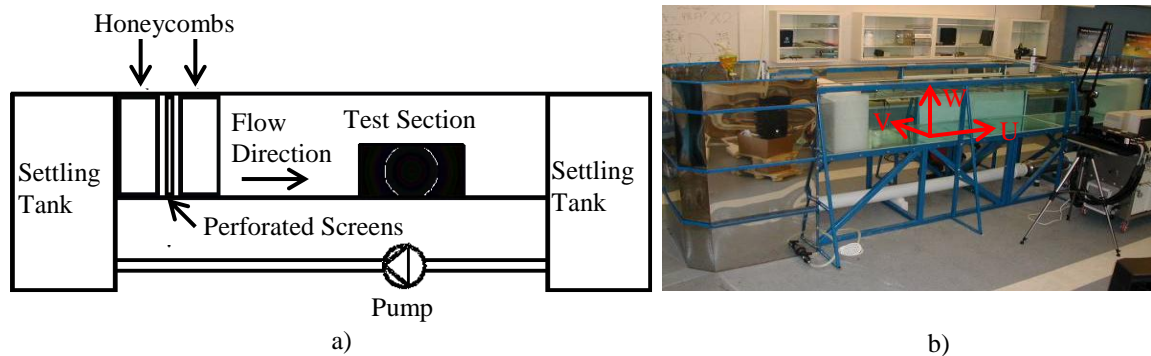 Honeycombs
Flow
Direction
Test Section
Settling
Tank
Settling
Tank
Perforated Screens
Pump
a)
W
V
U
b)